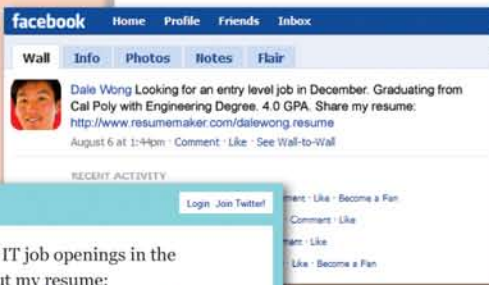 facebook Home Profile Friends Inbox
Wall Info Photos Notes Flair
Dale Wong Looking for an entry level job in December. Graduating from
Cal Poly with Engineering Degree. 4.0 GPA. Share my resume:
http://www.resumemaker.com/dalewong.resume
August 6 at 1:44pm · Comment · Like · See Wall-to-Wall
RECENT ACTIVITY
Like · Become a Fan
Comment · Like
Like
Like · Become a Fan
Login Join Twitter!
IT job openings in the
my resume: